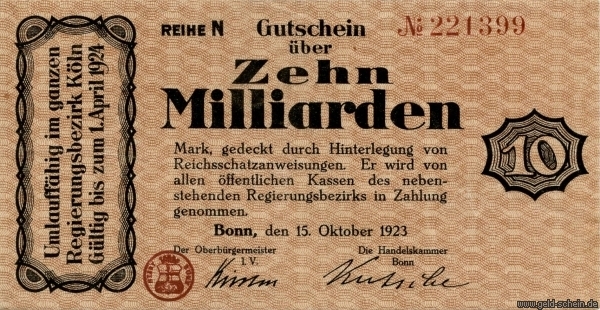 Umlauffähig im ganzen
Regierungsbezirk Köln
Gültig bis zum 1. April 1924
REIHE N Gutschein № 221399
über
Zehn
Milliarden
Mark, gedeckt durch Hinterlegung von
Reichsschatzanweisungen. Er wird von
allen öffentlichen Kassen des neben-
stehenden Regierungsbezirks in Zahlung
genommen.
10
Bonn, den 15. Oktober 1923
Der Oberbürgermeister Die Handelskammer
I. V. Bonn
www.geld-schein.de